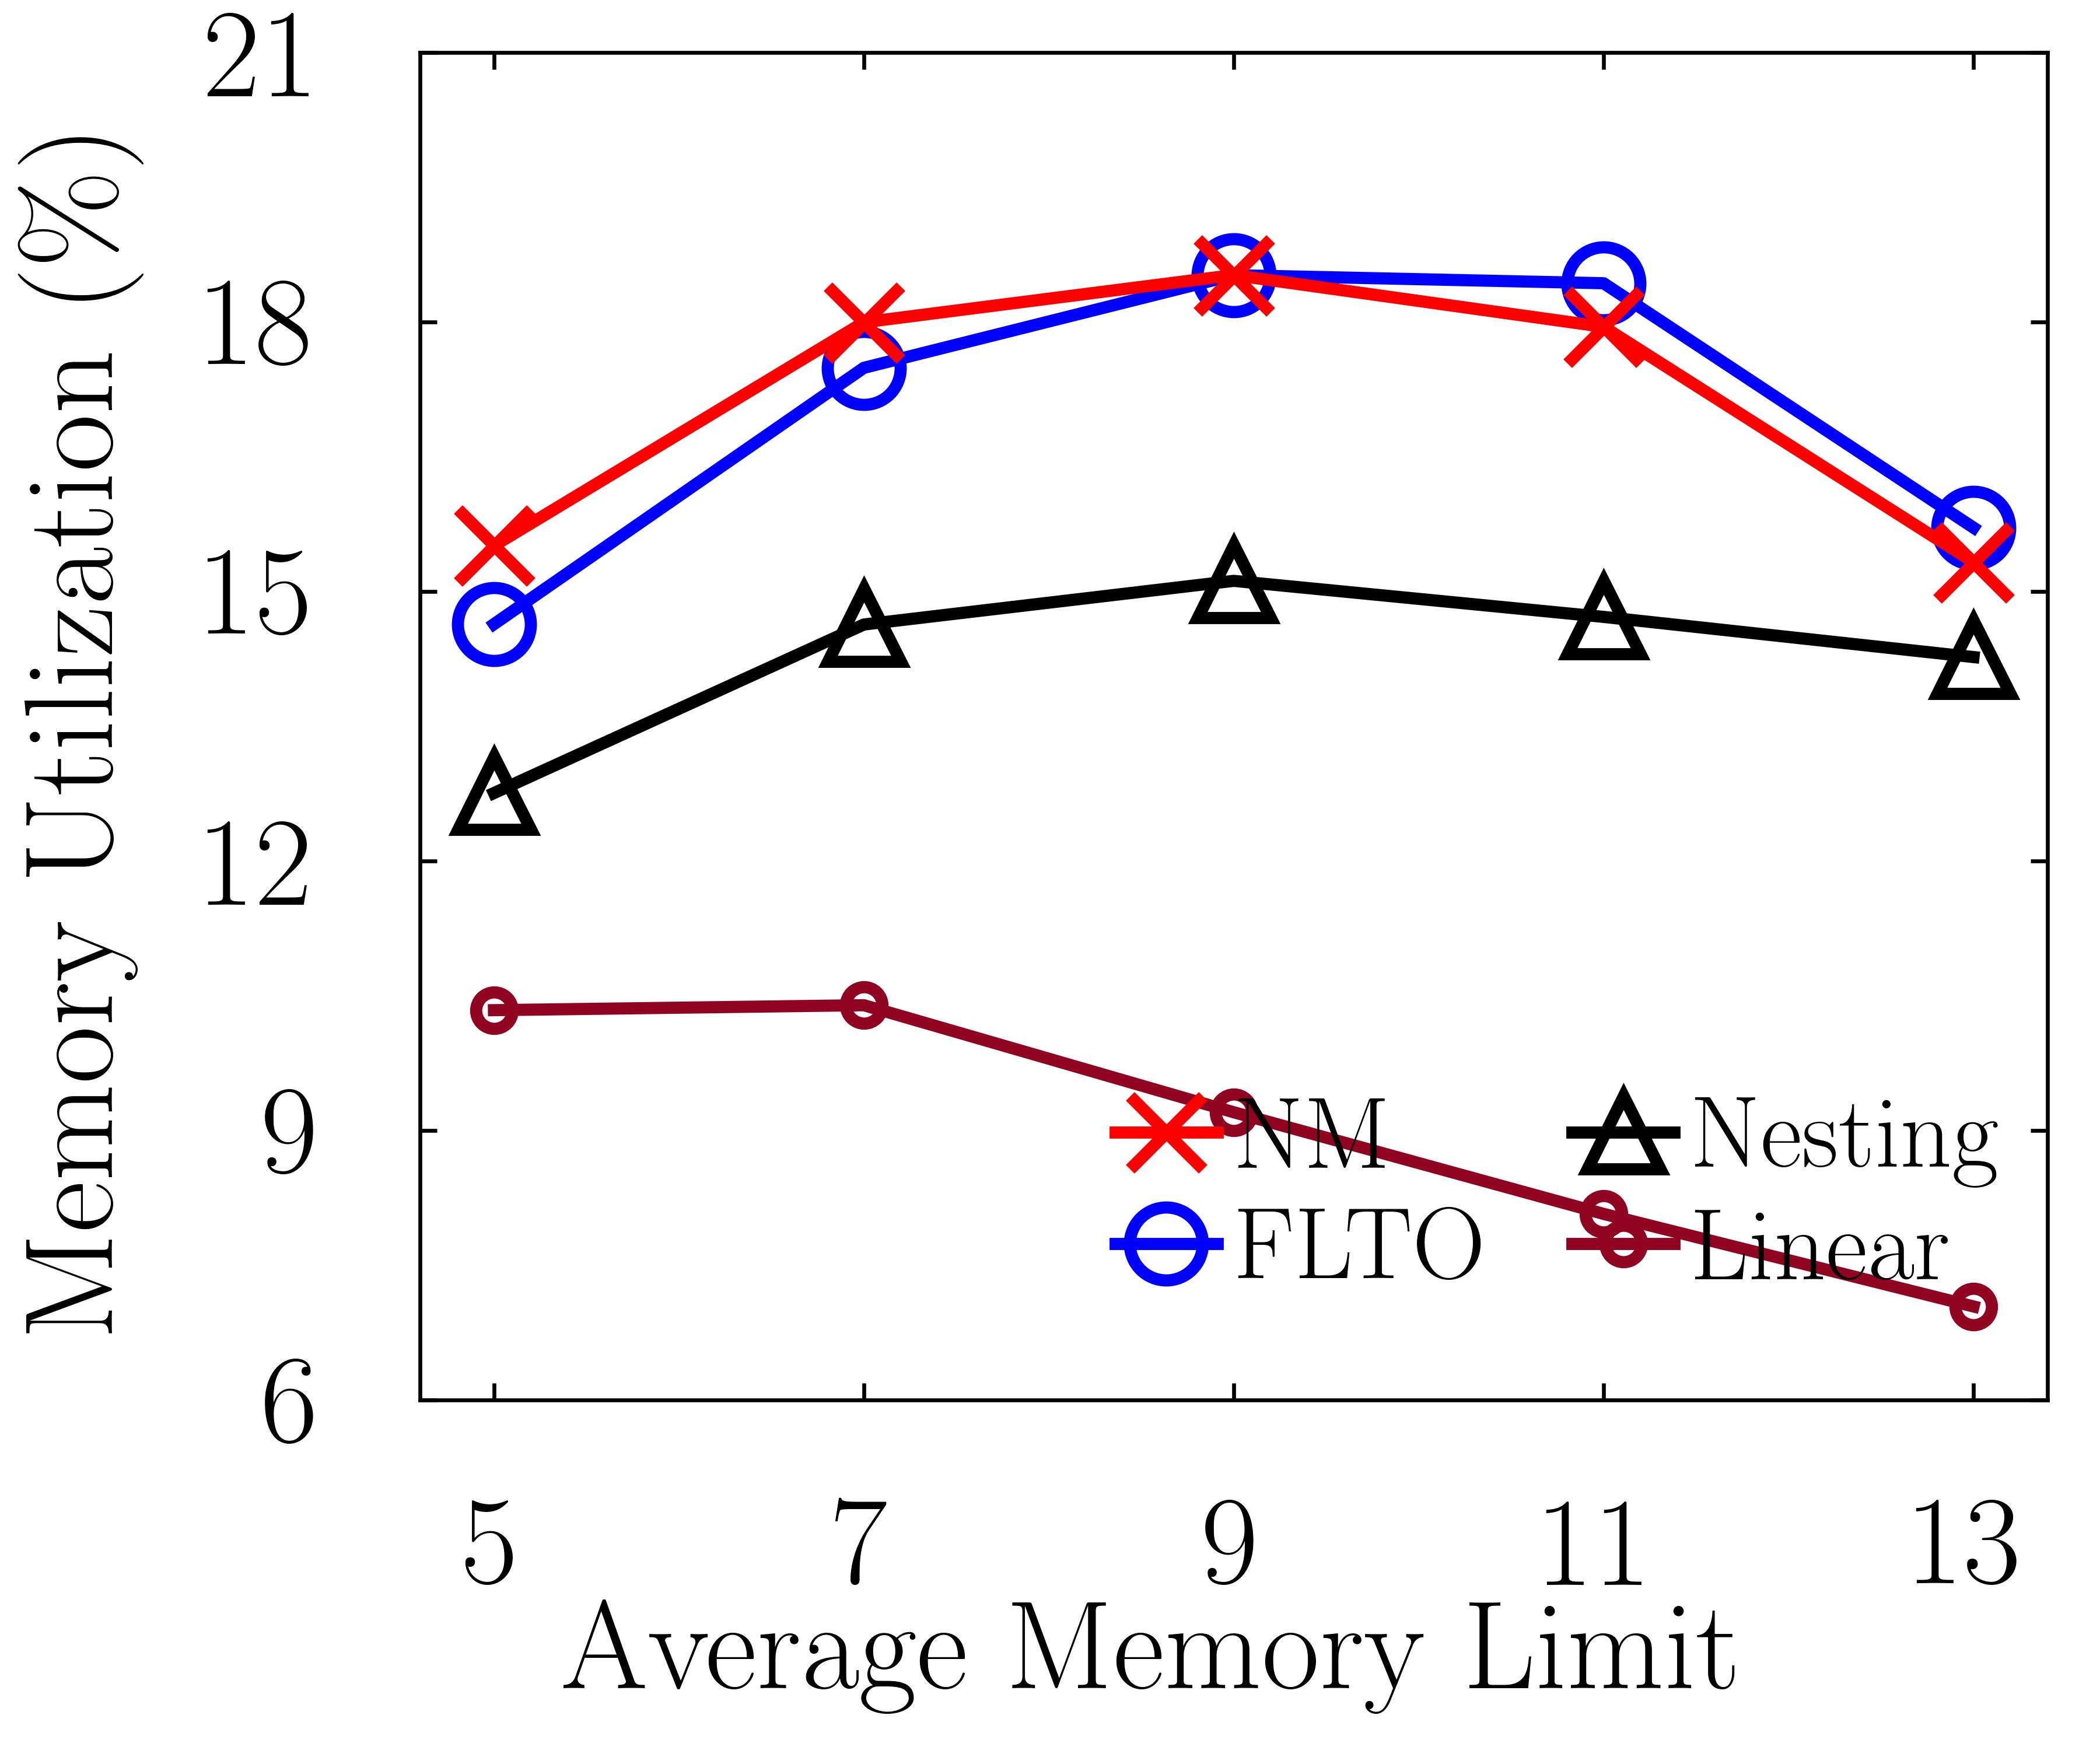 Memory Utilization (%)
21
18
15
12
9
6
NM
Nesting
FLTO
Linear
5 7 9 11 13
Average Memory Limit